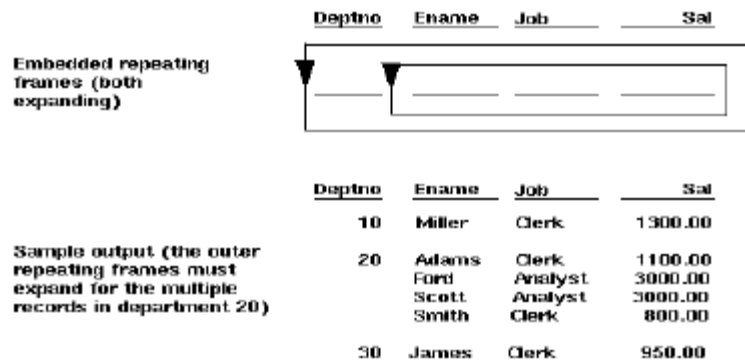 Deptno Ename Job Sal
Embedded repeating
frames (both
expanding)
Deptno Ename Job Sal
10 Miller Clerk 1300.00
Sample output (the outer
repeating frames must
expand for the multiple
records in department 20)
20 Adams Clerk 1100.00
Ford Analyst 3000.00
Scott Analyst 3000.00
Smith Clerk 800.00
30 James Clerk 950.00